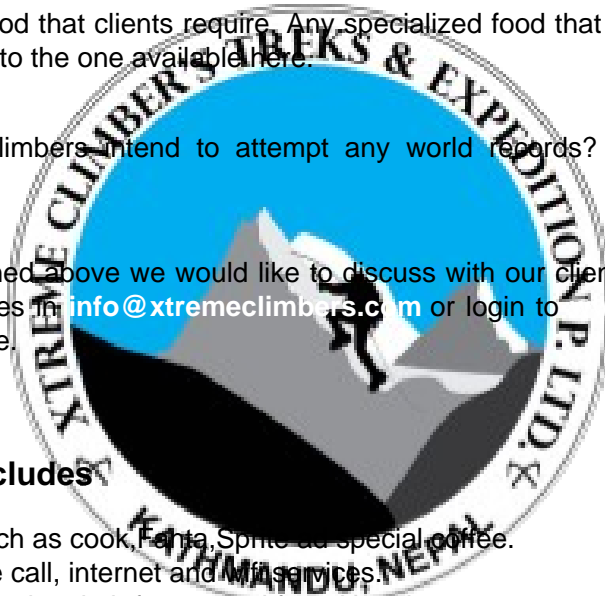 od that clients require. Any specialized food that
to the one available here.
limbers intend to attempt any world records?
ned above we would like to discuss with our clien
es in info@xtremeclimbers.com or login to
e.
cludes
ch as cook,Fanta,Sprite ad special coffee.
e call, internet and wifi services.
XTREME CLIMBER'S TREKS & EXPEDITION P. LTD.
KATHMANDU, NEPAL